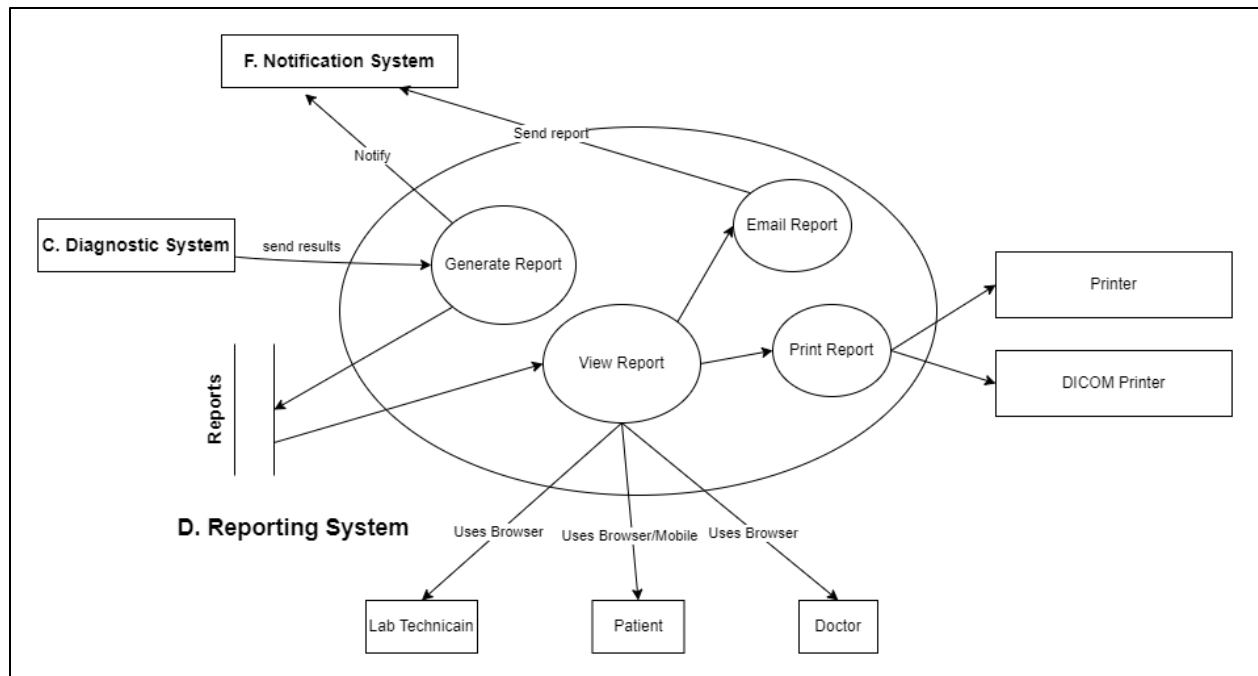 F. Notification System
Send report
Notify
Email Report
C. Diagnostic System
send results
Generate Report
Printer
View Report
Print Report
DICOM Printer
Reports
D. Reporting System
Uses Browser
Uses Browser/Mobile
Uses Browser
Lab Technicain
Patient
Doctor